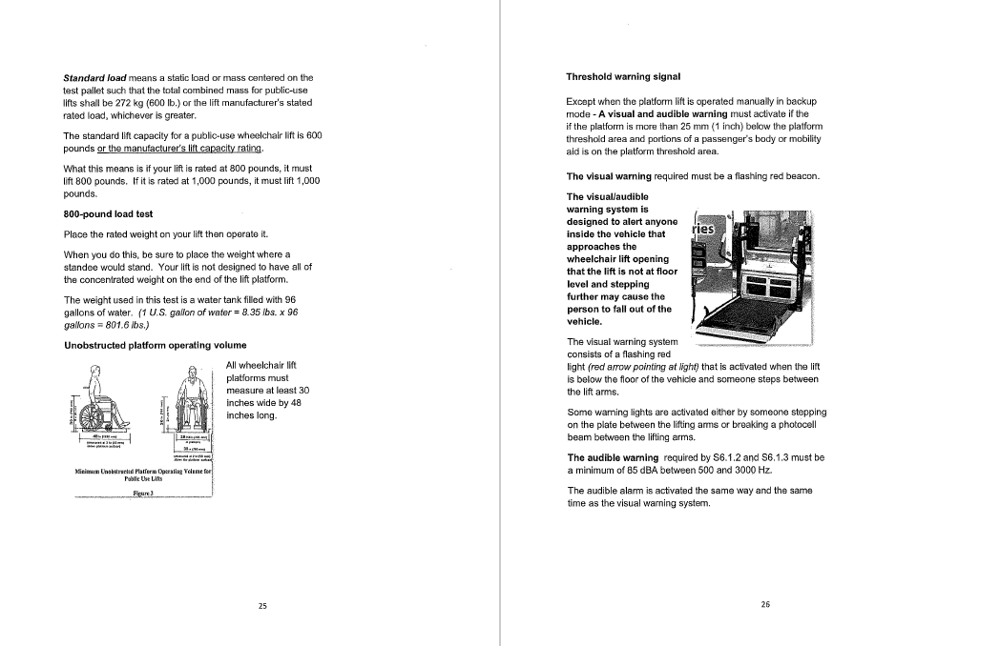 Standard load means a static load or mass centered on the
test pallet such that the total combined mass for public-use
lifts shall be 272 kg (600 lb.) or the lift manufacturer's stated
rated load, whichever is greater.
The standard lift capacity for a public-use wheelchair lift is 600
pounds or the manufacturer's lift capacity rating.
What this means is if your lift is rated at 800 pounds, it must
lift 800 pounds. If it is rated at 1,000 pounds, it must lift 1,000
pounds.
800-pound load test
Place the rated weight on your lift then operate it.
When you do this, be sure to place the weight where a
standee would stand. Your lift is not designed to have all of
the concentrated weight on the end of the lift platform.
The weight used in this test is a water tank filled with 96
gallons of water. (1 U.S. gallon of water = 8.35 lbs. x 96
gallons = 801.6 lbs.)
Unobstructed platform operating volume
All wheelchair lift
platforms must
measure at least 30
inches wide by 48
inches long.
Minimum Unobstructed Platform Operating Volume for
Public Use Lifts
Figure 3
25
Threshold warning signal
Except when the platform lift is operated manually in backup
mode - A visual and audible warning must activate if the
if the platform is more than 25 mm (1 inch) below the platform
threshold area and portions of a passenger's body or mobility
aid is on the platform threshold area.
The visual warning required must be a flashing red beacon.
The visual/audible
warning system is
designed to alert anyone
inside the vehicle that
approaches the
wheelchair lift opening
that the lift is not at floor
level and stepping
further may cause the
person to fall out of the
vehicle.
ries
The visual warning system
consists of a flashing red
light (red arrow pointing at light) that is activated when the lift
is below the floor of the vehicle and someone steps between
the lift arms.
Some warning lights are activated either by someone stepping
on the plate between the lifting arms or breaking a photocell
beam between the lifting arms.
The audible warning required by S6.1.2 and S6.1.3 must be
a minimum of 85 dBA between 500 and 3000 Hz.
The audible alarm is activated the same way and the same
time as the visual warning system.
26